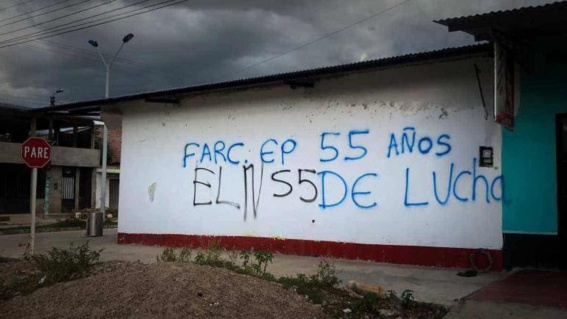 PARE
FARC. EP 55 AÑOS
ELN 55 DE LUCHA